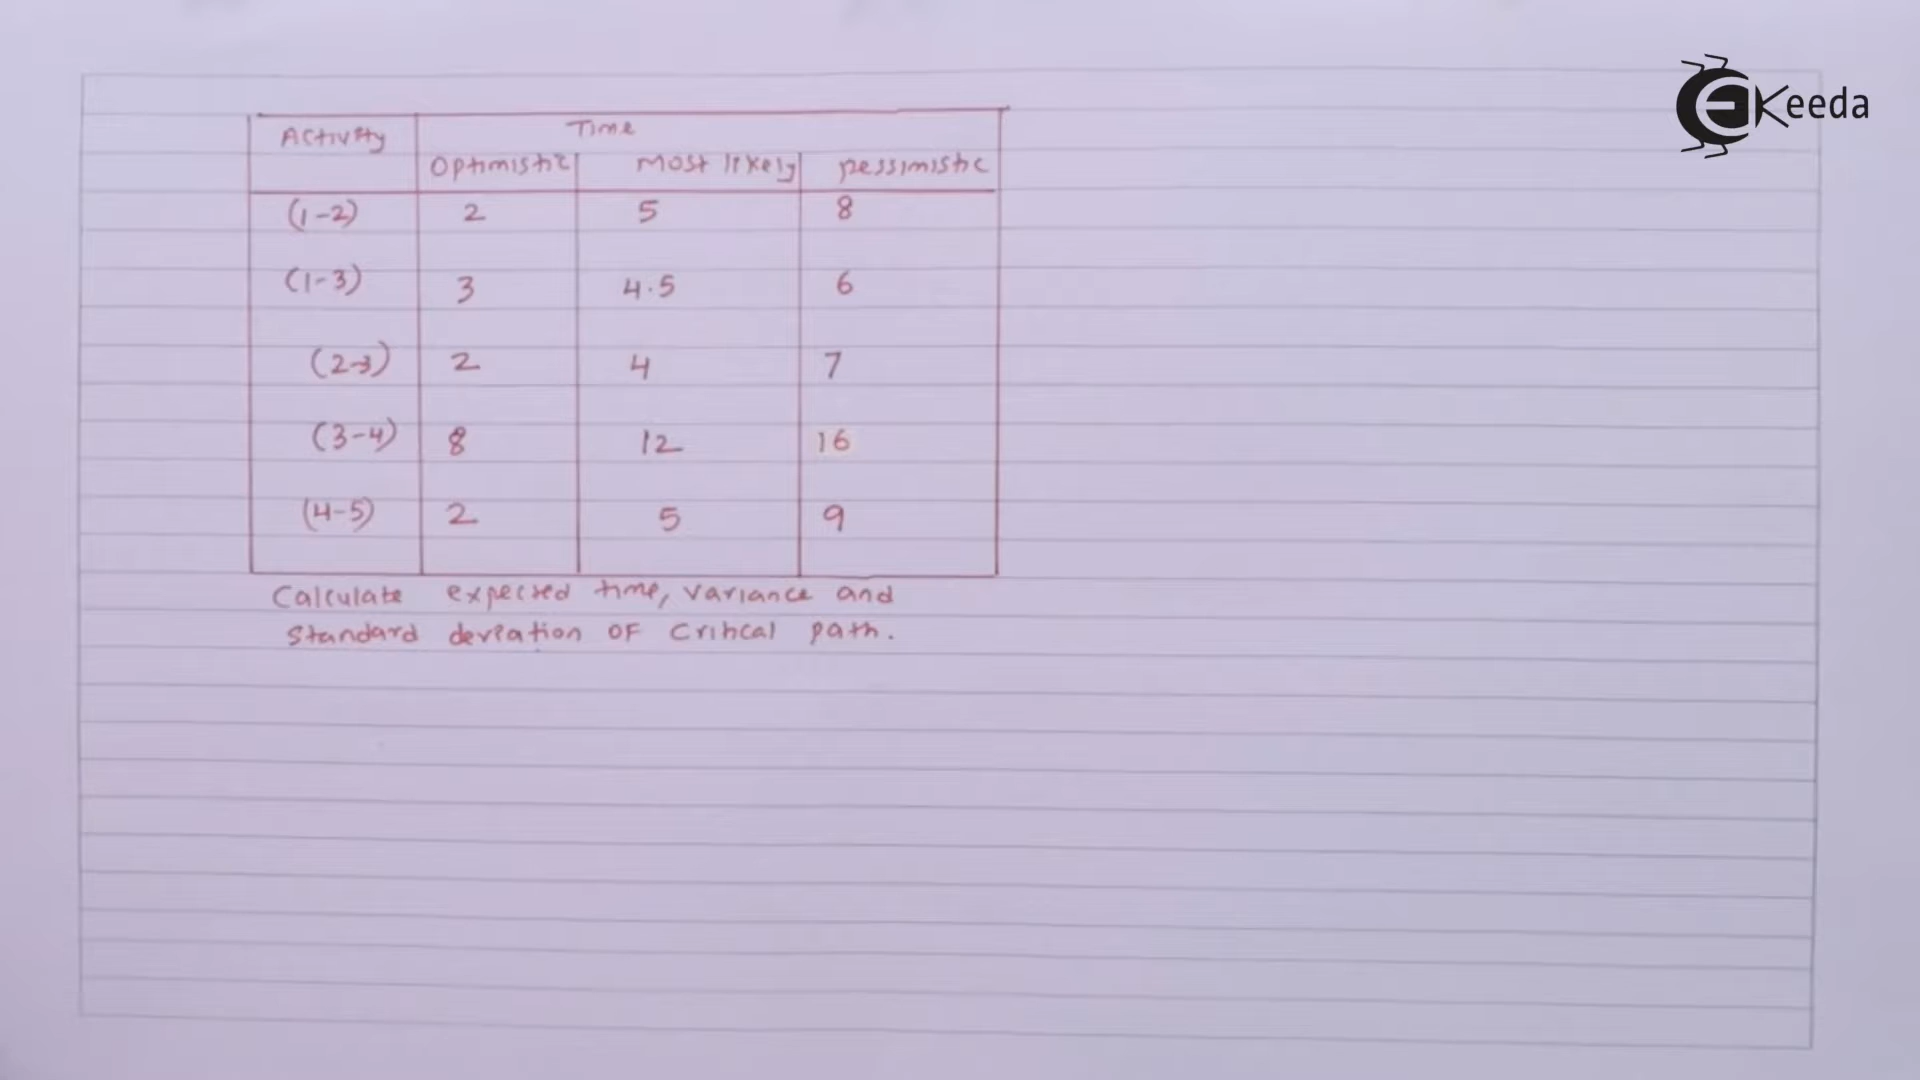 EKeeda
Activity Time
Optimistic Most likely pessimistic
(1-2) 2 5 8
(1-3) 3 4.5 6
(2-3) 2 4 7
(3-4) 8 12 16
(4-5) 2 5 9
Calculate expected time, variance and
standard deviation of critical path.